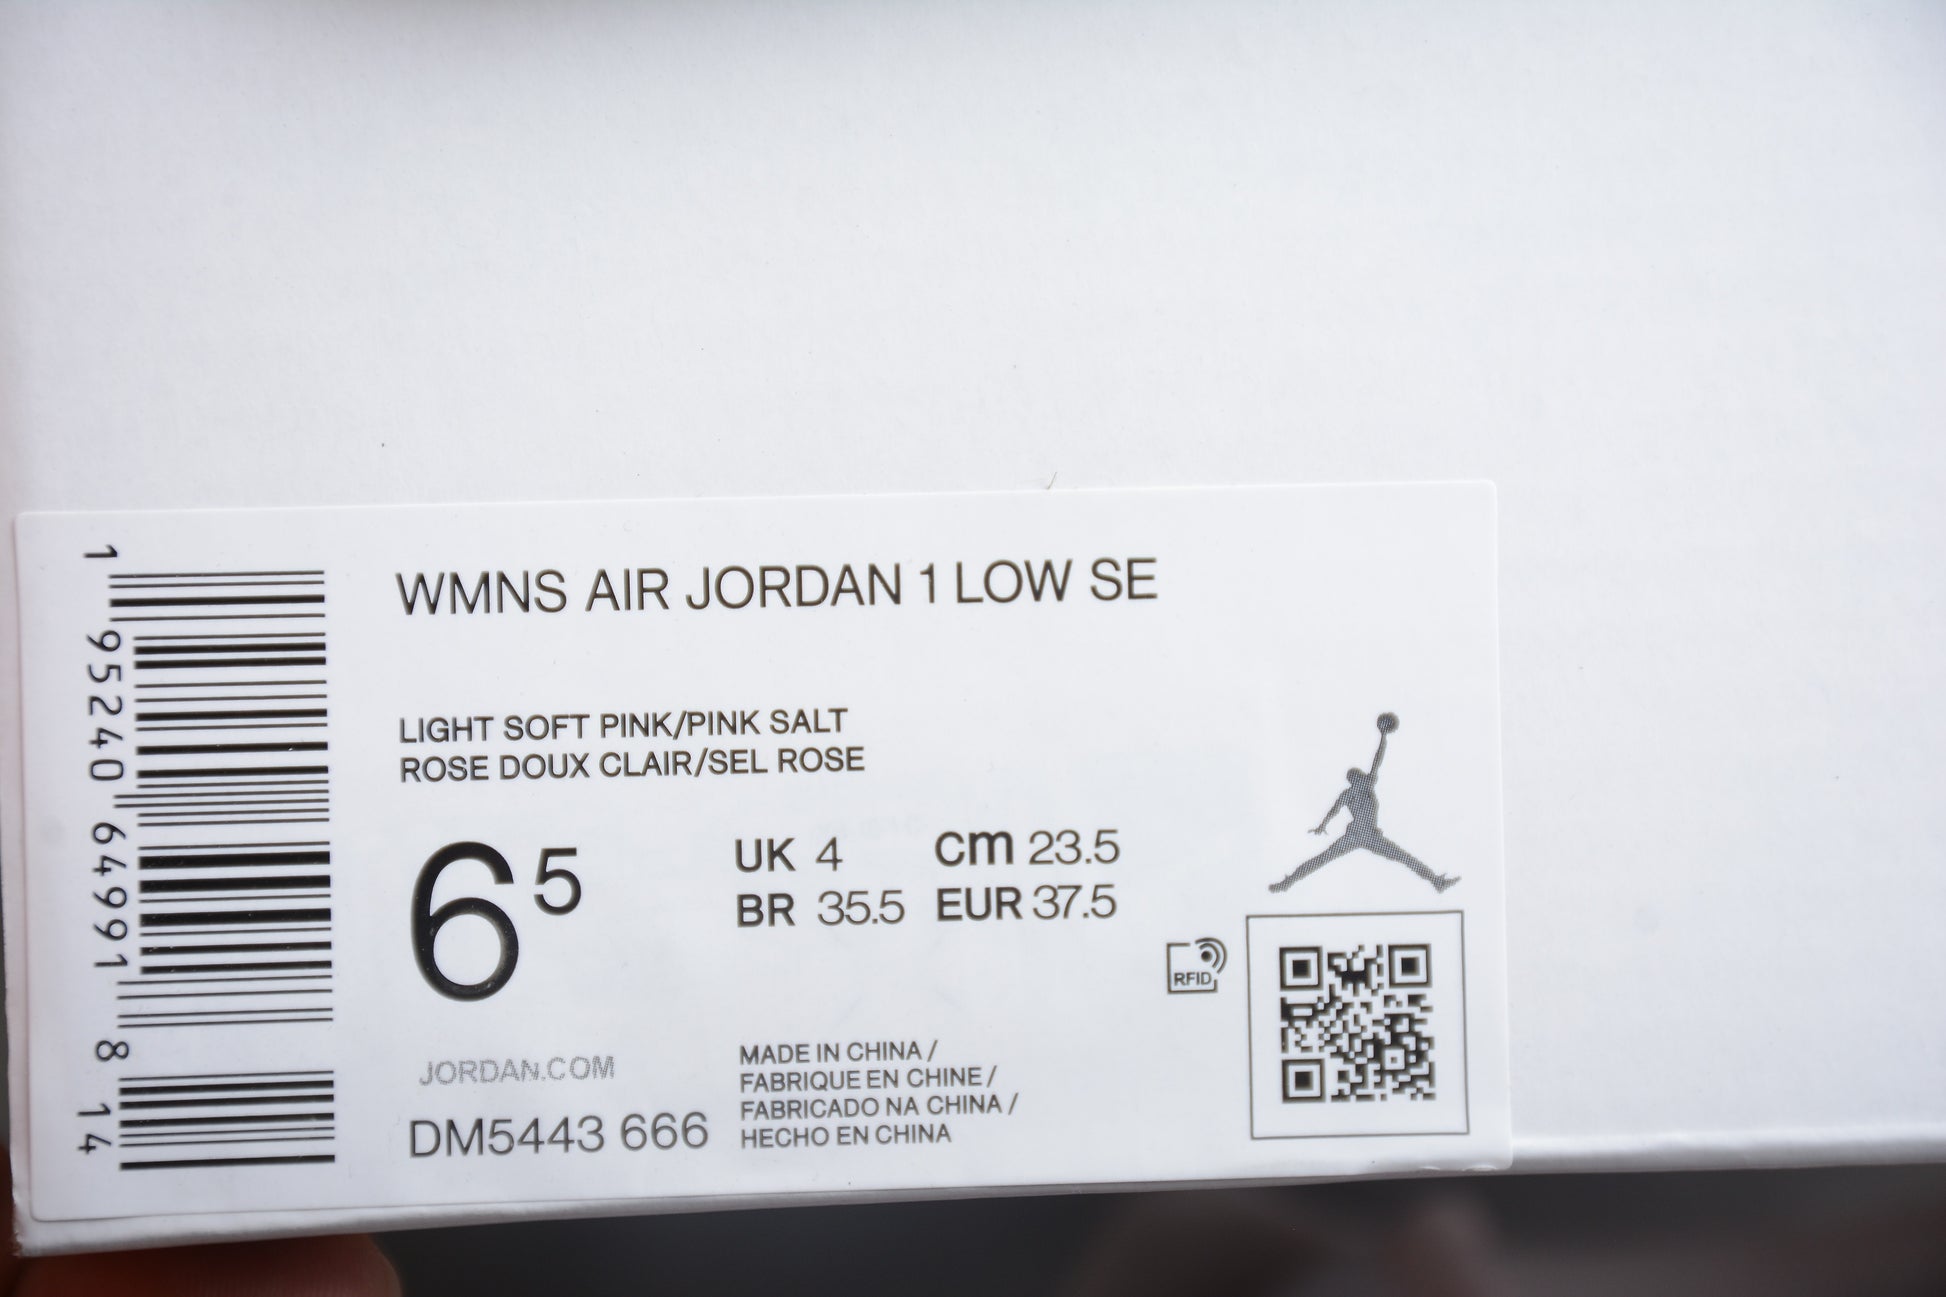 WMNS AIR JORDAN 1 LOW SE
LIGHT SOFT PINK/PINK SALT
ROSE DOUX CLAIR/SEL ROSE
6 5
UK 4 cm 23.5
BR 35.5 EUR 37.5
RFID
JORDAN.COM
DM5443 666
MADE IN CHINA /
FABRIQUE EN CHINE /
FABRICADO NA CHINA /
HECHO EN CHINA
1 95240 64991 8 14